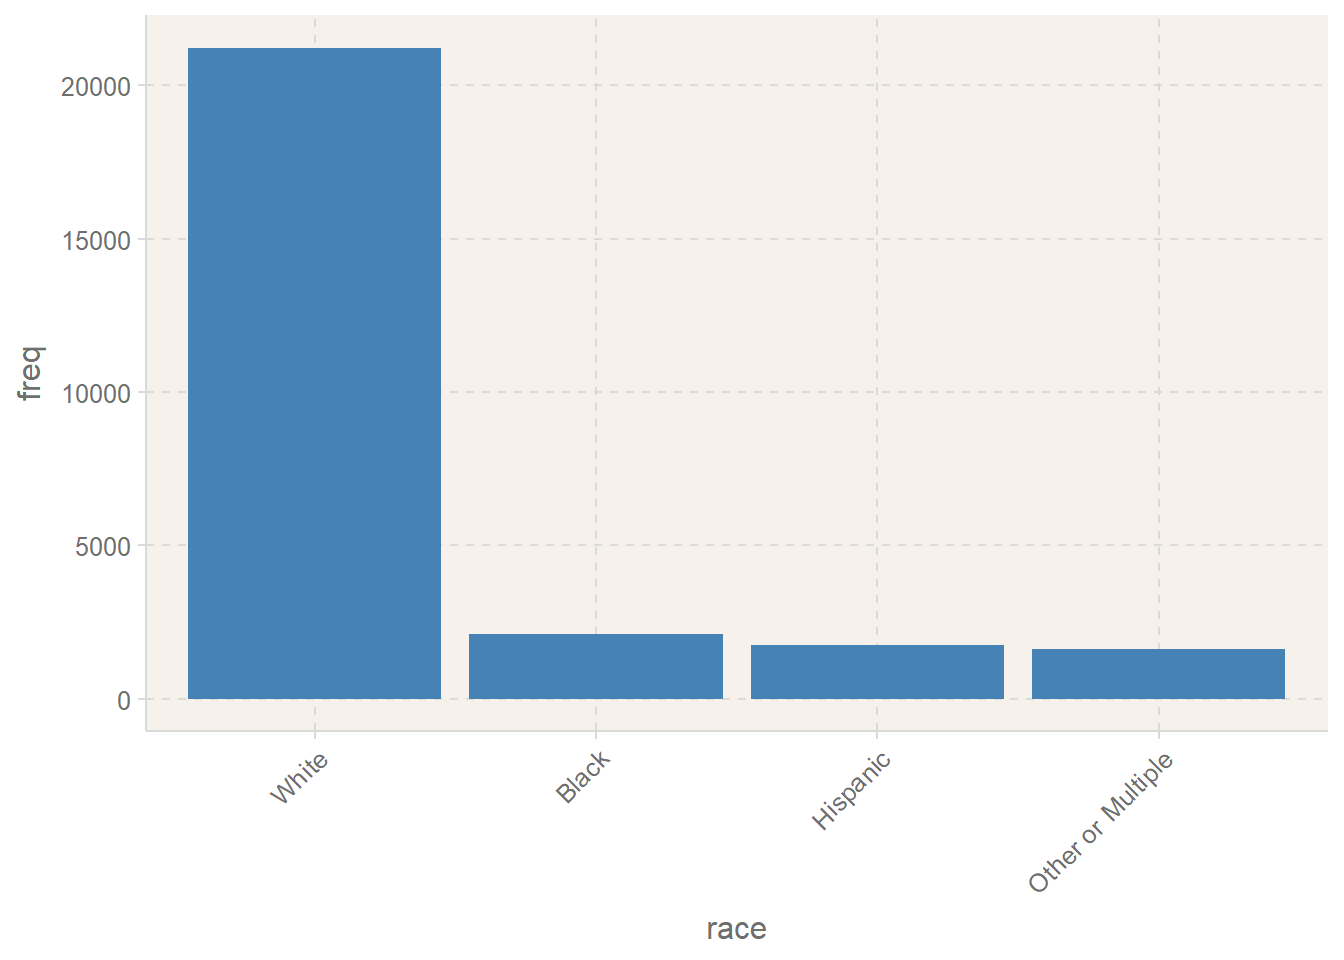 freq
20000
15000
10000
5000
0
White
Black
Hispanic
Other or Multiple
race